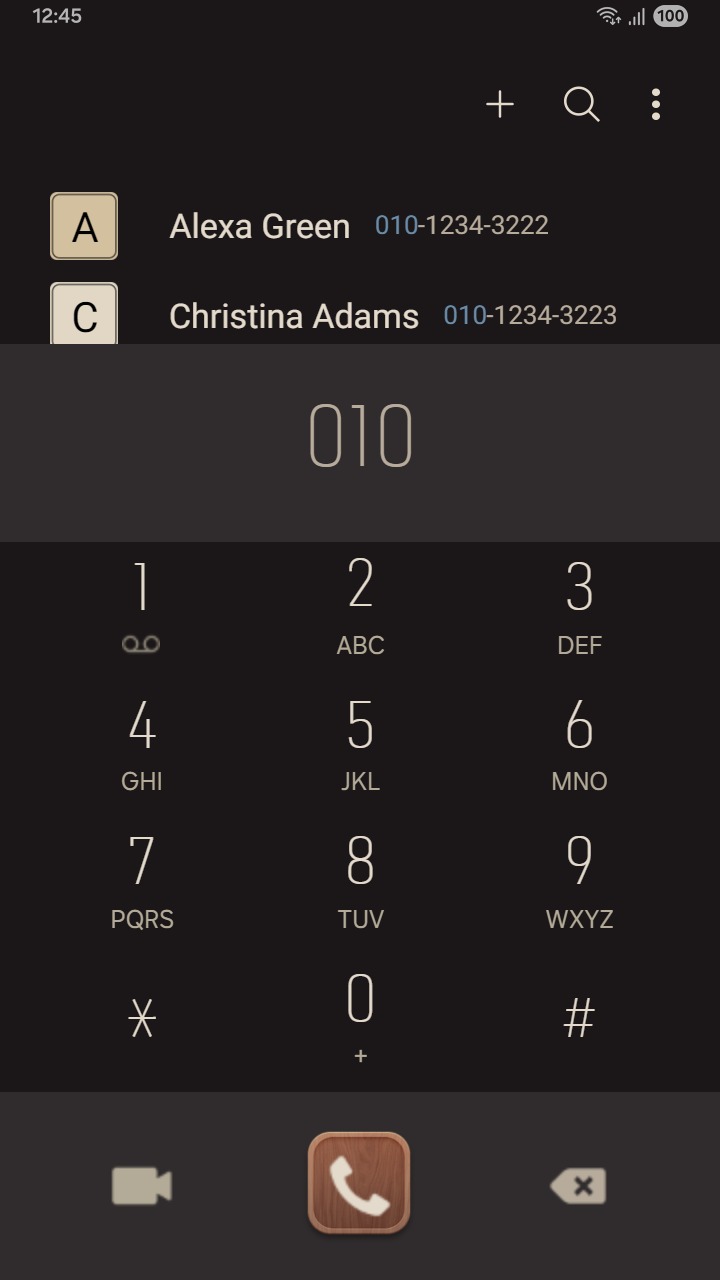 12:45 100
A Alexa Green 010-1234-3222
C Christina Adams 010-1234-3223
010
1 2 3
ABC DEF
4 5 6
GHI JKL MNO
7 8 9
PQRS TUV WXYZ
* 0 #
+